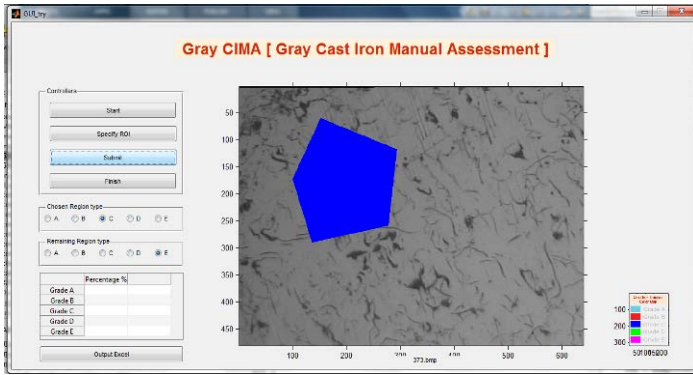 GUI_try
Gray CIMA [ Gray Cast Iron Manual Assessment ]
Controllers
Start
Specify ROI
Submit
Finish
Chosen Region type
A B C D E
Remaining Region type
A B C D E
Percentage %
Grade A
Grade B
Grade C
Grade D
Grade E
Output Excel
50
100
150
200
250
300
350
400
450
100 200 300 400 500 600
373.bmp
Grade A
Grade B
Grade C
Grade D
Grade E
100
200
300